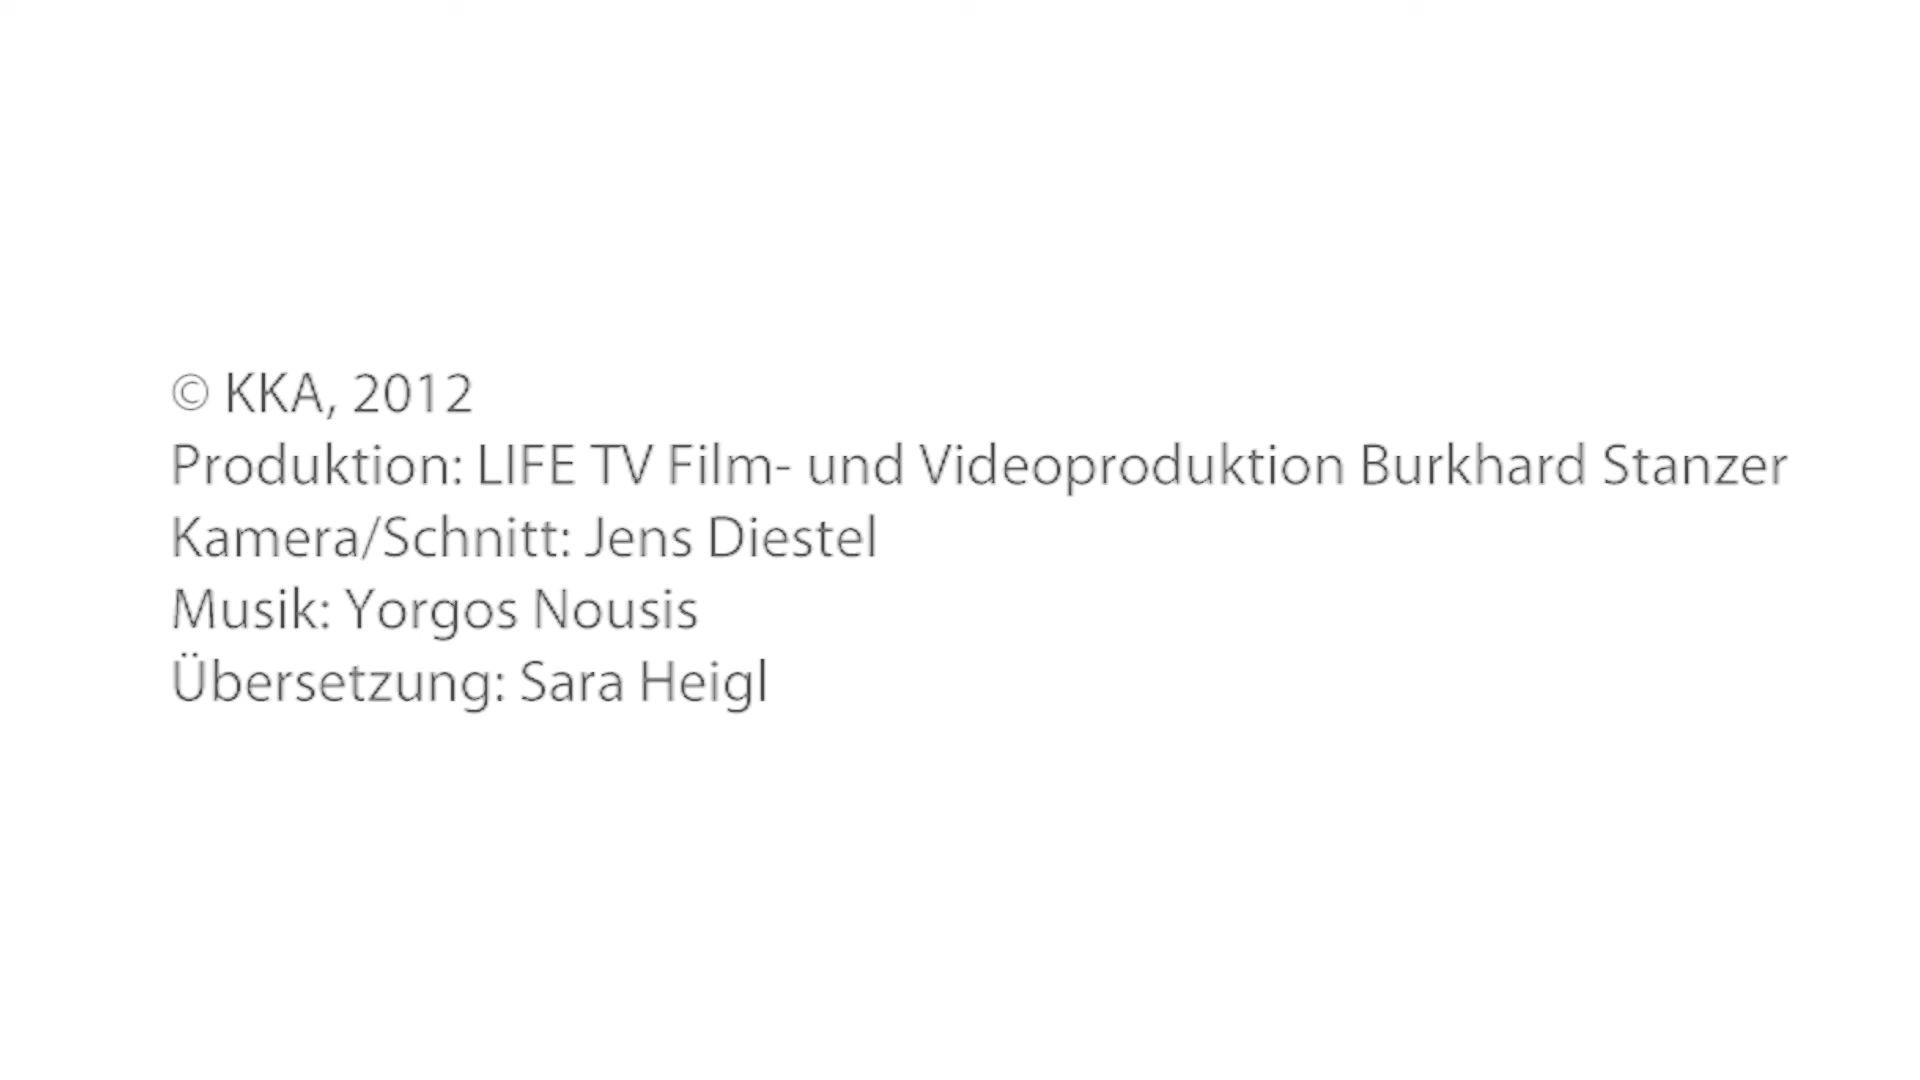 © KKA, 2012
Produktion: LIFE TV Film- und Videoproduktion Burkhard Stanzer
Kamera/Schnitt: Jens Diestel
Musik: Yorgos Nousis
Übersetzung: Sara Heigl